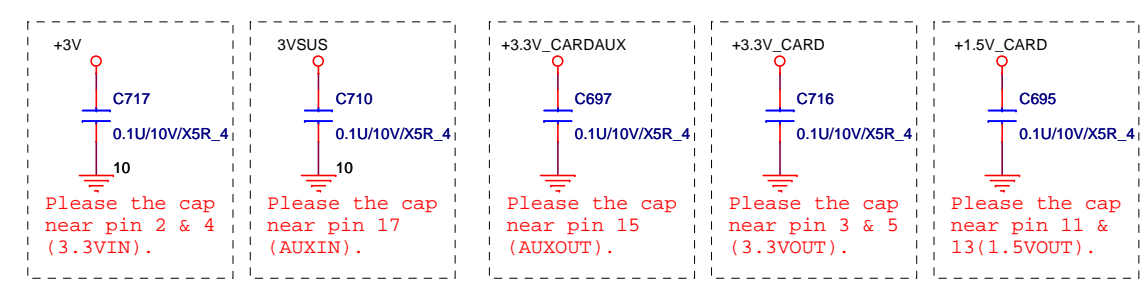 +3V
C717
0.1U/10V/X5R_4
10
Please the cap
near pin 2 & 4
(3.3VIN).
3VSUS
C710
0.1U/10V/X5R_4
10
Please the cap
near pin 17
(AUXIN).
+3.3V_CARDAUX
C697
0.1U/10V/X5R_4
Please the cap
near pin 15
(AUXOUT).
+3.3V_CARD
C716
0.1U/10V/X5R_4
Please the cap
near pin 3 & 5
(3.3VOUT).
+1.5V_CARD
C695
0.1U/10V/X5R_4
Please the cap
near pin 11 &
13(1.5VOUT).